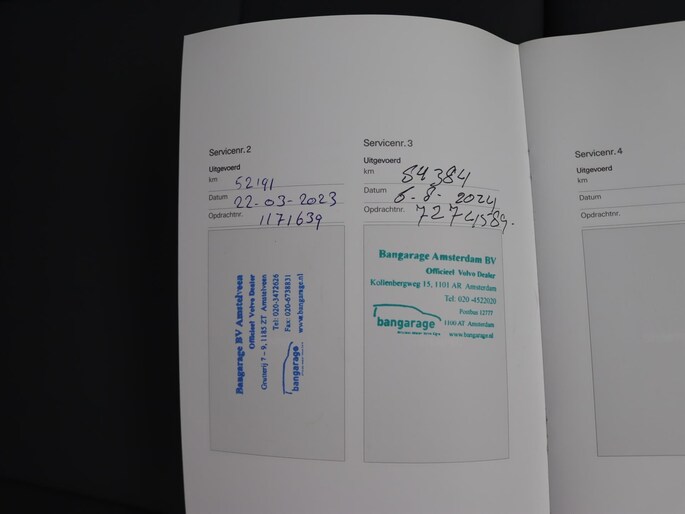 Servicenr. 2
Uitgevoerd
km 52191
Datum 22-03-2023
Opdrachtnr. 1171639
Bangarage BV Amstelveen
Officieel Volvo Dealer
7 - 9, 1185 ZT Amstelveen
Tel: 020-3472626
Fax: 020-6738831
www.bangarage.nl
bangarage
Servicenr. 3
Uitgevoerd
km 84384
Datum 6-8-2024
Opdrachtnr. 7274589.
Bangarage Amsterdam BV
Officieel Volvo Dealer
Kollenbergweg 15, 1101 AR Amsterdam
Tel: 020-4522020
Postbus 12777
1100 AT Amsterdam
www.bangarage.nl
bangarage
Servicenr. 4
Uitgevoerd
km
Datum
Opdrachtnr.